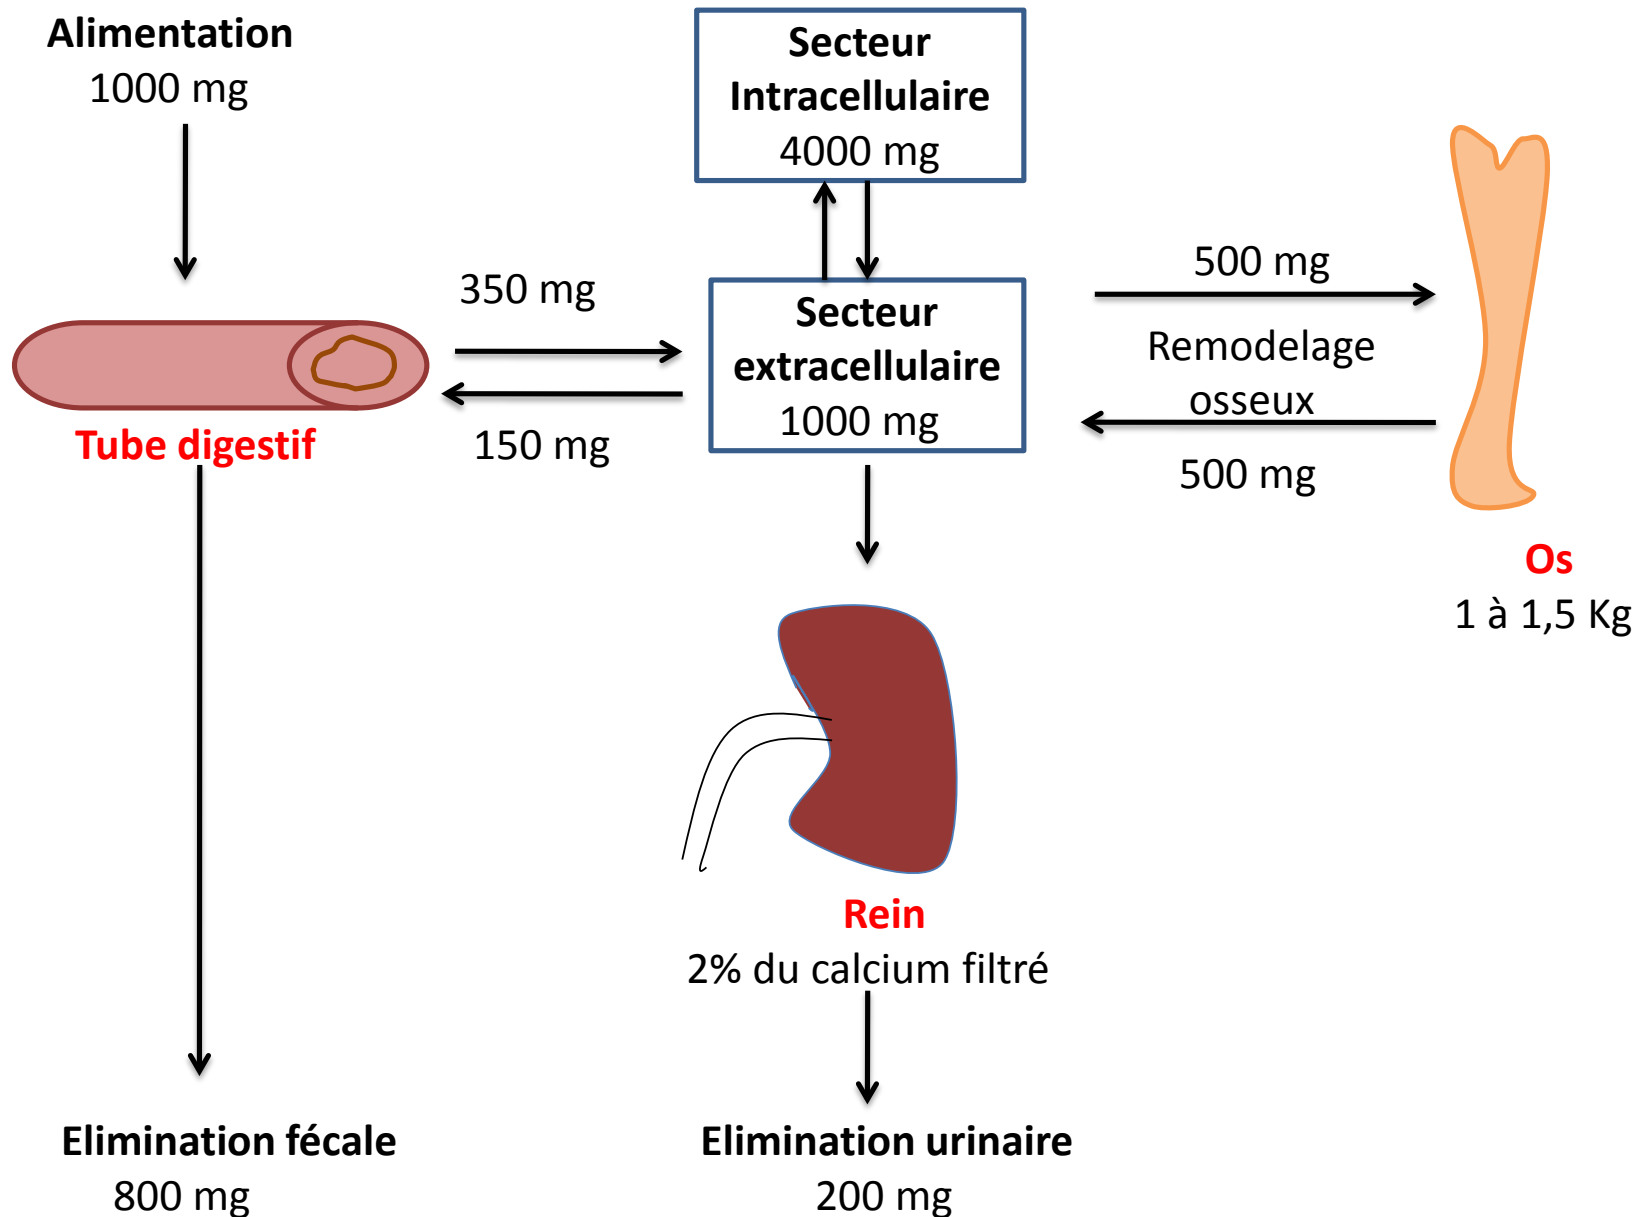 Alimentation
1000 mg
Secteur
Intracellulaire
4000 mg
350 mg
150 mg
Tube digestif
Secteur
extracellulaire
1000 mg
500 mg
Remodelage
osseux
500 mg
Os
1 à 1,5 Kg
Rein
2% du calcium filtré
Elimination fécale
800 mg
Elimination urinaire
200 mg